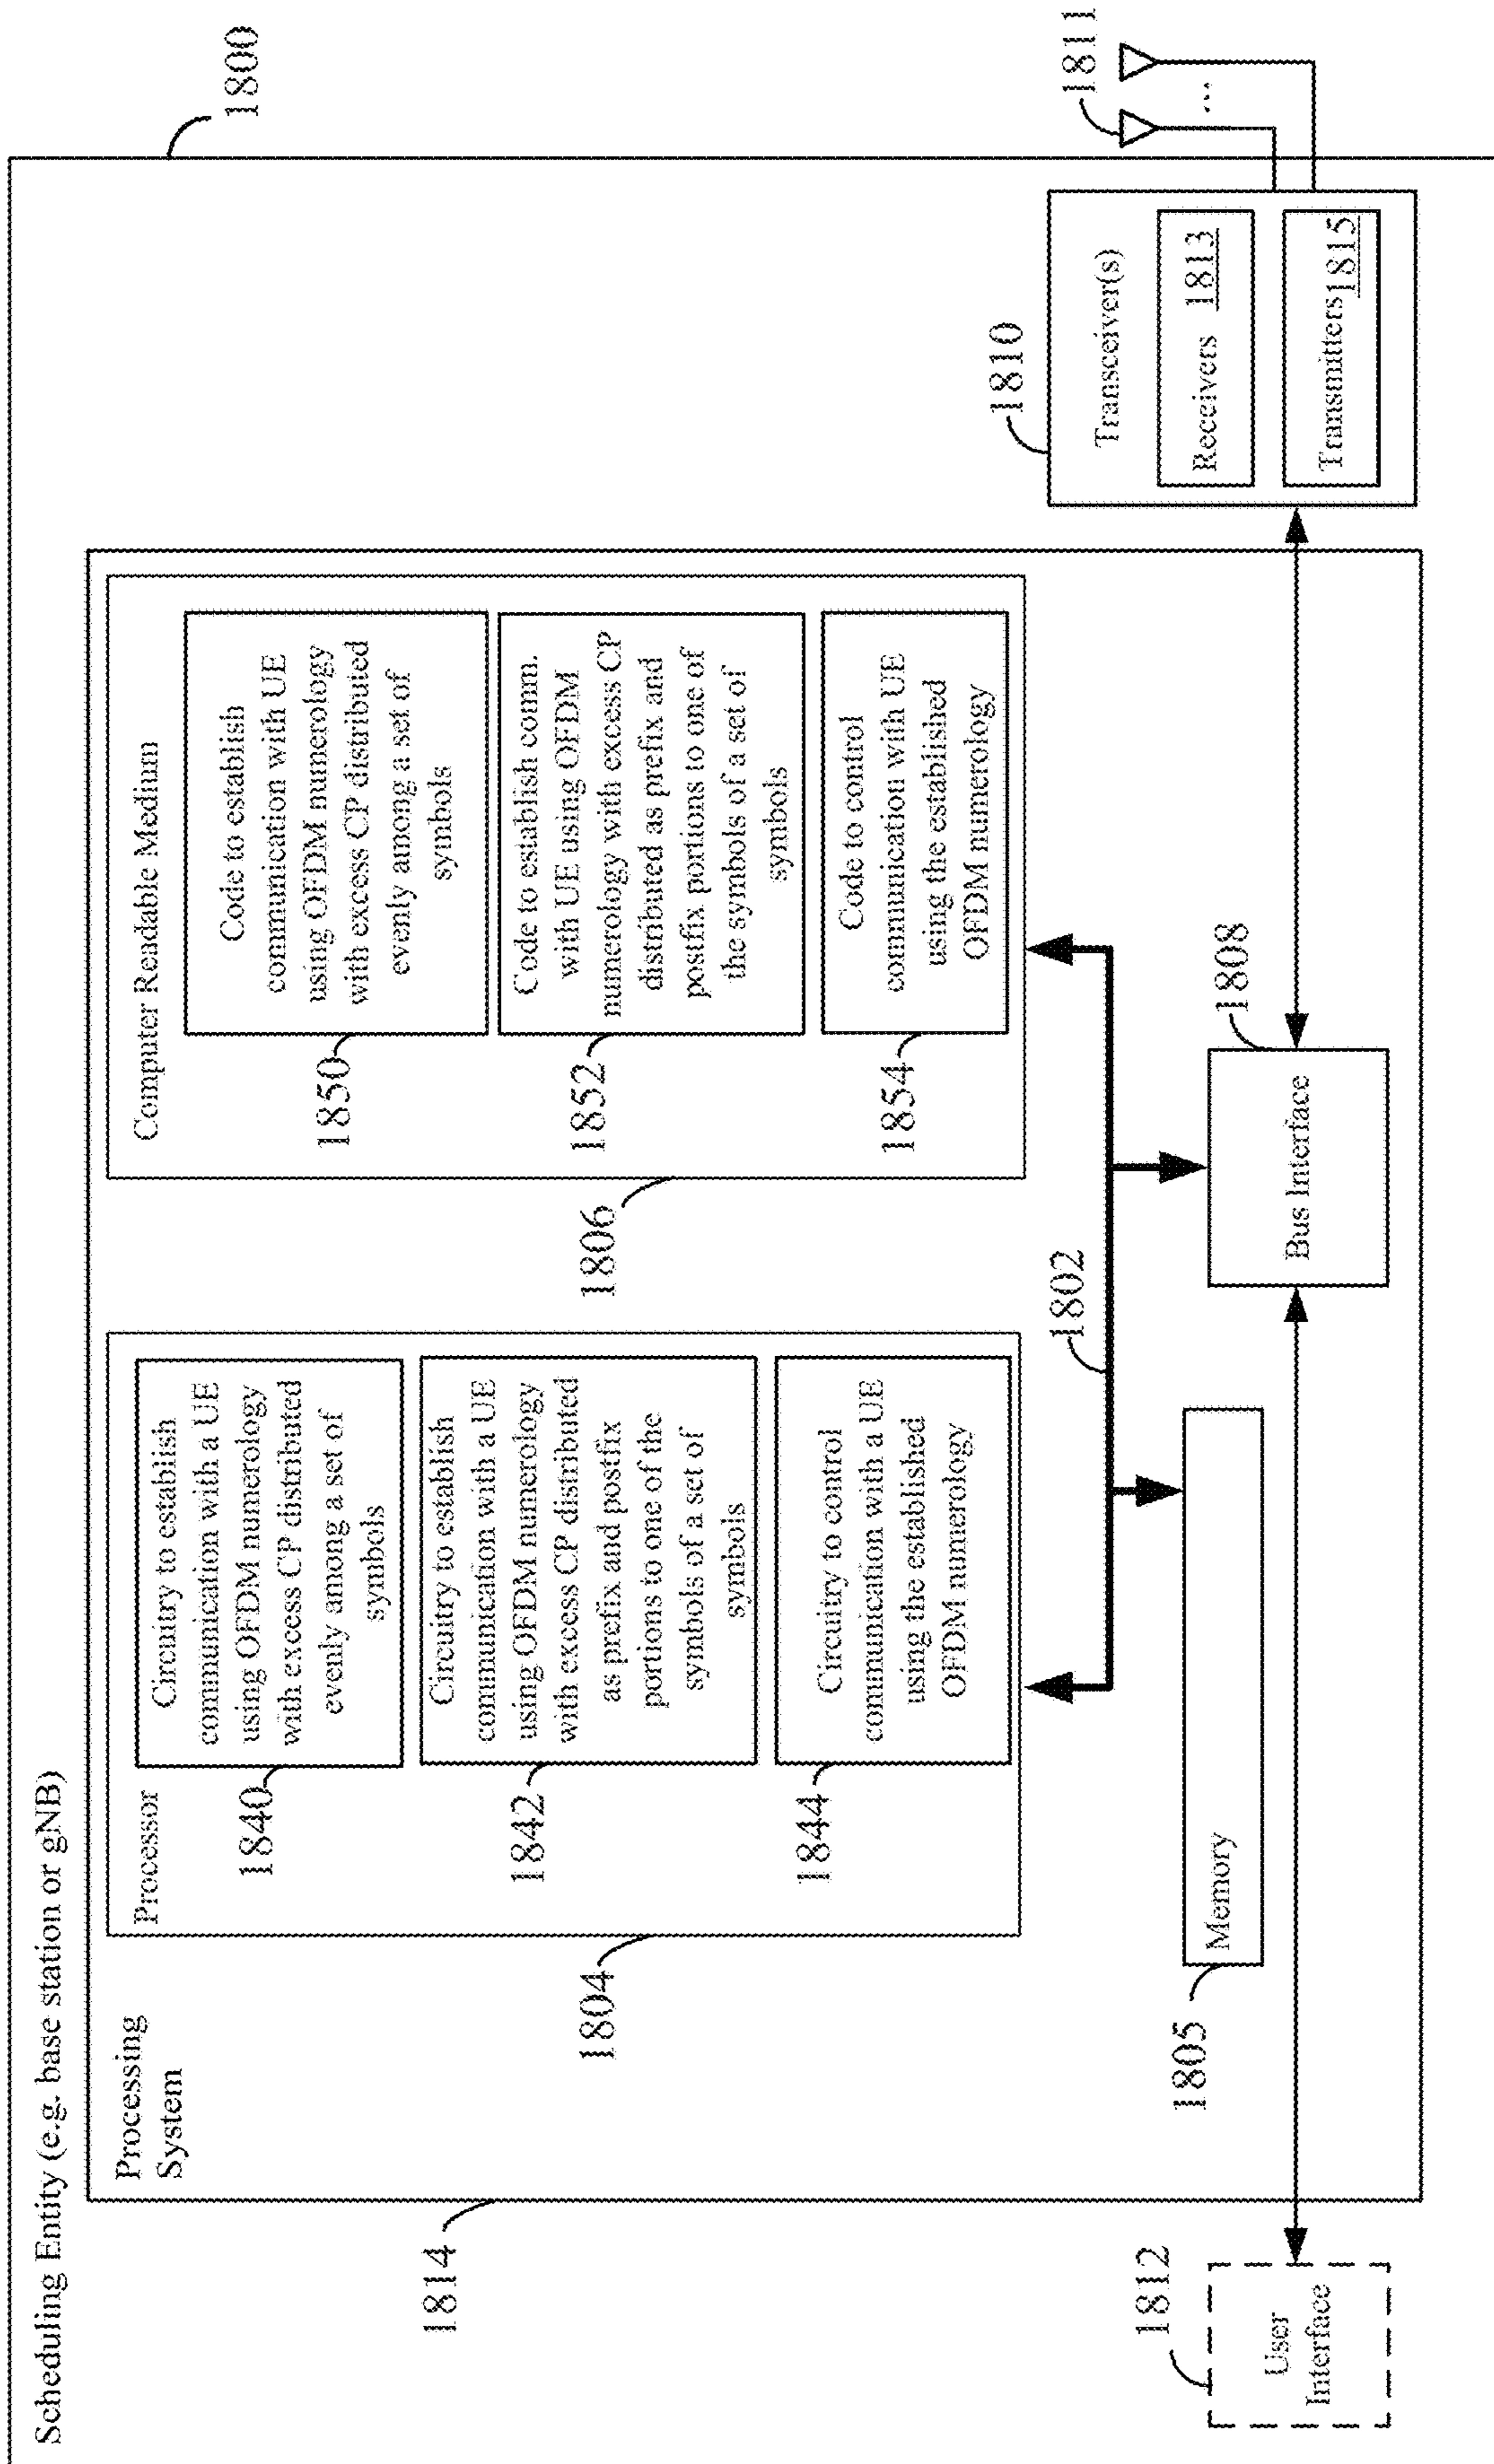 Scheduling Entity (e.g. base station or gNB)
1800
Processing
System
1814
Processor
1804
Circuitry to establish
communication with a UE
using OFDM numerology
with excess CP distributed
evenly among a set of
symbols
1840
Circuitry to establish
communication with a UE
using OFDM numerology
with excess CP distributed
as prefix and postfix
portions to one of the
symbols of a set of
symbols
1842
Circuitry to control
communication with a UE
using the established
OFDM numerology
1844
Computer Readable Medium
1806
Code to establish
communication with UE
using OFDM numerology
with excess CP distributed
evenly among a set of
symbols
1850
Code to establish comm.
with UE using OFDM
numerology with excess CP
distributed as prefix and
postfix portions to one of
the symbols of a set of
symbols
1852
Code to control
communication with UE
using the established
OFDM numerology
1854
1802
Memory
1805
Bus Interface
1808
User
Interface
1812
1810
Transceiver(s)
Receivers 1813
Transmitters 1815
1811
...